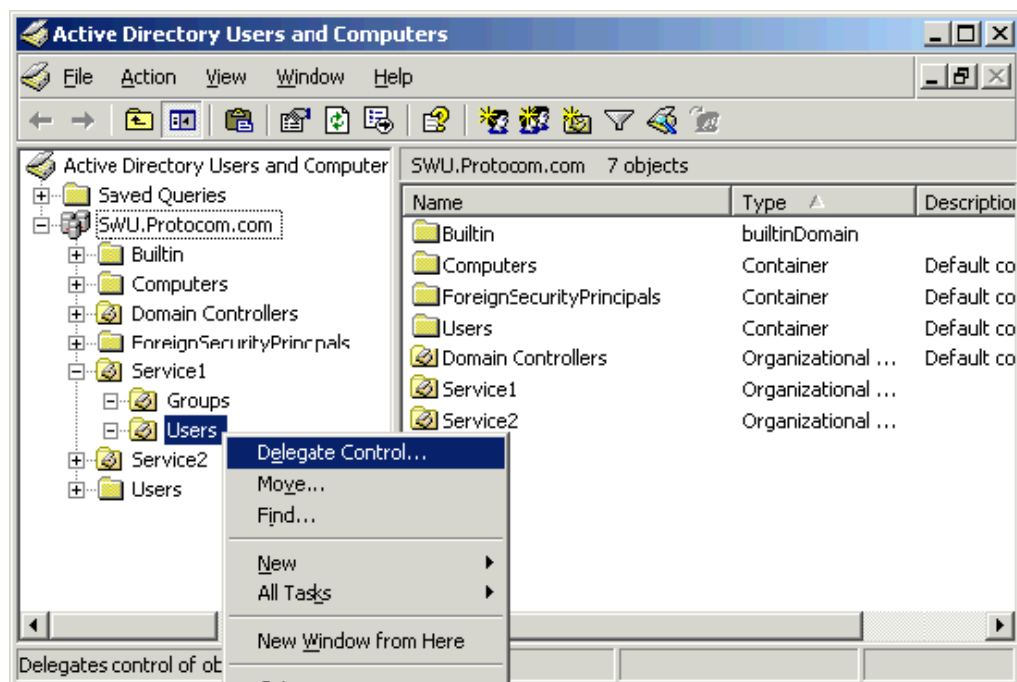 Active Directory Users and Computers
File Action View Window Help
Active Directory Users and Computer
SWU.Protocom.com 7 objects
Saved Queries
SWU.Protocom.com
Builtin
Computers
Domain Controllers
ForeignSecurityPrincipals
Service1
Groups
Users
Service2
Users
Name Type Description
Builtin builtinDomain
Computers Container Default co
ForeignSecurityPrincipals Container Default co
Users Container Default co
Domain Controllers Organizational ... Default co
Service1 Organizational ...
Service2 Organizational ...
Delegate Control...
Move...
Find...
New
All Tasks
New Window from Here
Delegates control of ob